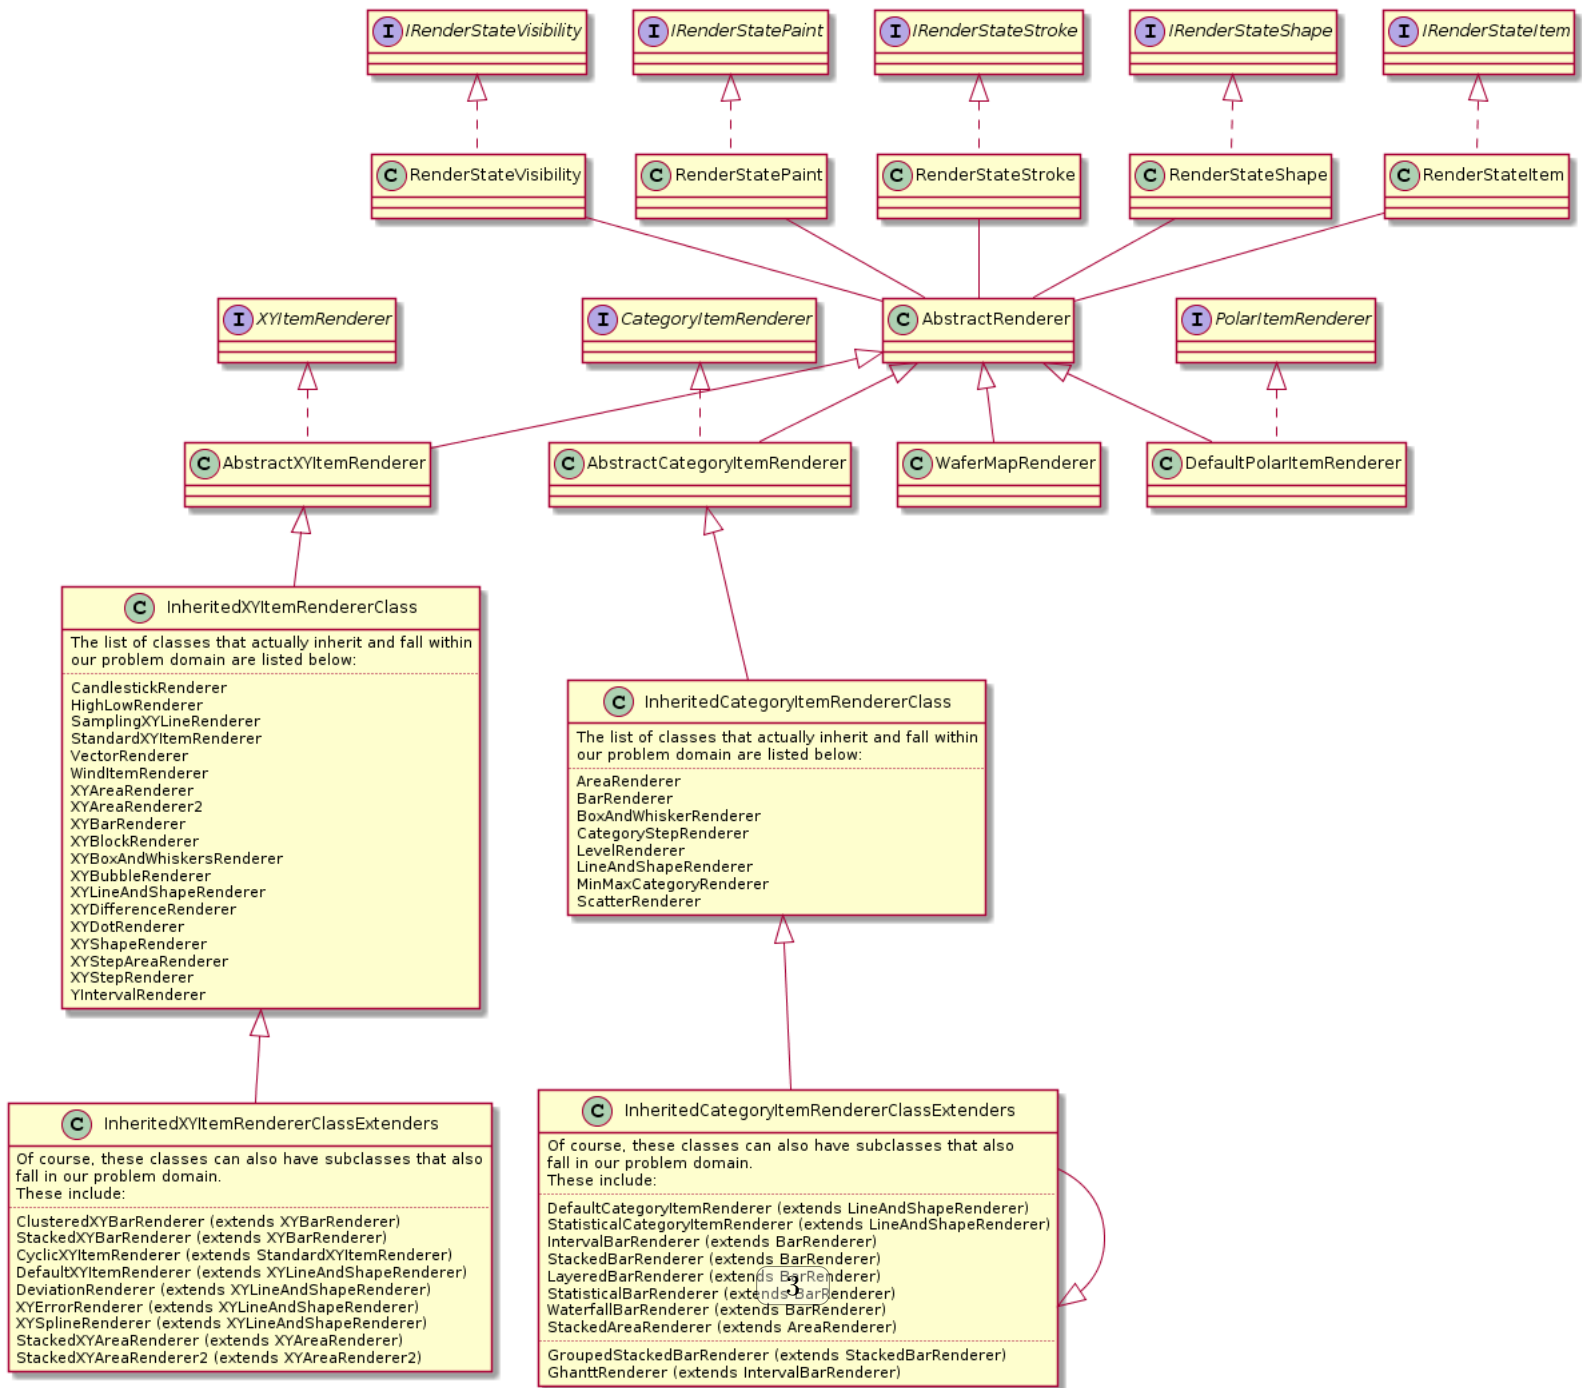 I IRenderStateVisibility
I IRenderStatePaint
I IRenderStateStroke
I IRenderStateShape
I IRenderStateItem
C RenderStateVisibility
C RenderStatePaint
C RenderStateStroke
C RenderStateShape
C RenderStateItem
I XYItemRenderer
I CategoryItemRenderer
C AbstractRenderer
I PolarItemRenderer
C AbstractXYItemRenderer
C AbstractCategoryItemRenderer
C WaferMapRenderer
C DefaultPolarItemRenderer
C InheritedXYItemRendererClass
The list of classes that actually inherit and fall within
our problem domain are listed below:
CandlestickRenderer
HighLowRenderer
SamplingXYLineRenderer
StandardXYItemRenderer
VectorRenderer
WindItemRenderer
XYAreaRenderer
XYAreaRenderer2
XYBarRenderer
XYBlockRenderer
XYBoxAndWhiskersRenderer
XYBubbleRenderer
XYLineAndShapeRenderer
XYDifferenceRenderer
XYDotRenderer
XYShapeRenderer
XYStepAreaRenderer
XYStepRenderer
YIntervalRenderer
C InheritedCategoryItemRendererClass
The list of classes that actually inherit and fall within
our problem domain are listed below:
AreaRenderer
BarRenderer
BoxAndWhiskerRenderer
CategoryStepRenderer
LevelRenderer
LineAndShapeRenderer
MinMaxCategoryRenderer
ScatterRenderer
C InheritedXYItemRendererClassExtenders
Of course, these classes can also have subclasses that also
fall in our problem domain.
These include:
ClusteredXYBarRenderer (extends XYBarRenderer)
StackedXYBarRenderer (extends XYBarRenderer)
CyclicXYItemRenderer (extends StandardXYItemRenderer)
DefaultXYItemRenderer (extends XYLineAndShapeRenderer)
DeviationRenderer (extends XYLineAndShapeRenderer)
XYErrorRenderer (extends XYLineAndShapeRenderer)
XYSplineRenderer (extends XYLineAndShapeRenderer)
StackedXYAreaRenderer (extends XYAreaRenderer)
StackedXYAreaRenderer2 (extends XYAreaRenderer2)
C InheritedCategoryItemRendererClassExtenders
Of course, these classes can also have subclasses that also
fall in our problem domain.
These include:
DefaultCategoryItemRenderer (extends LineAndShapeRenderer)
StatisticalCategoryItemRenderer (extends LineAndShapeRenderer)
IntervalBarRenderer (extends BarRenderer)
StackedBarRenderer (extends BarRenderer)
LayeredBarRenderer (extends BarRenderer)
3
StatisticalBarRenderer (extends BarRenderer)
WaterfallBarRenderer (extends BarRenderer)
StackedAreaRenderer (extends AreaRenderer)
GroupedStackedBarRenderer (extends StackedBarRenderer)
GhanttRenderer (extends IntervalBarRenderer)